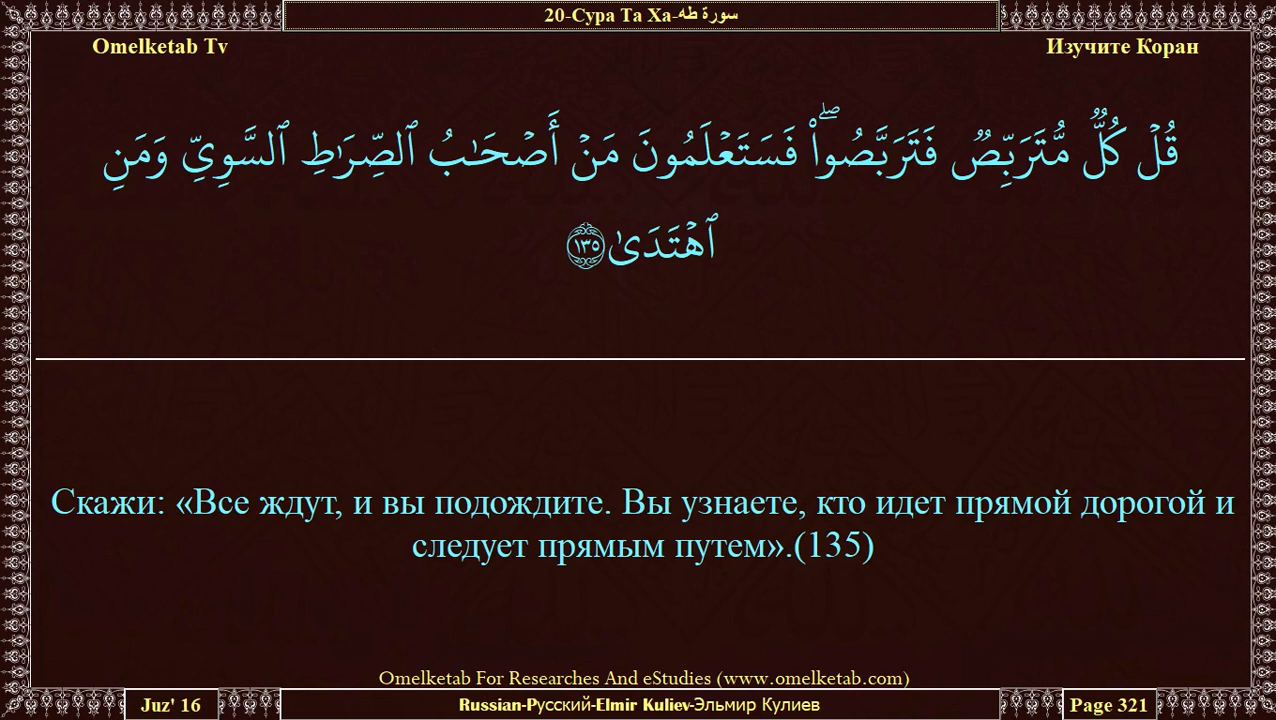 20-Сура Та Ха-سورة طه
Omelketab Tv
Изучите Коран
قُلۡ كُلّٞ مُّتَرَبِّصٞ فَتَرَبَّصُواْۖ فَسَتَعۡلَمُونَ مَنۡ أَصۡحَٰبُ ٱلصِّرَٰطِ ٱلسَّوِيِّ وَمَنِ
ٱهۡتَدَىٰ ١٣٥
Скажи: «Все ждут, и вы подождите. Вы узнаете, кто идет прямой дорогой и
следует прямым путем».(135)
Omelketab For Researches And eStudies (www.omelketab.com)
Juz' 16
Russian-Русский-Elmir Kuliev-Эльмир Кулиев
Page 321